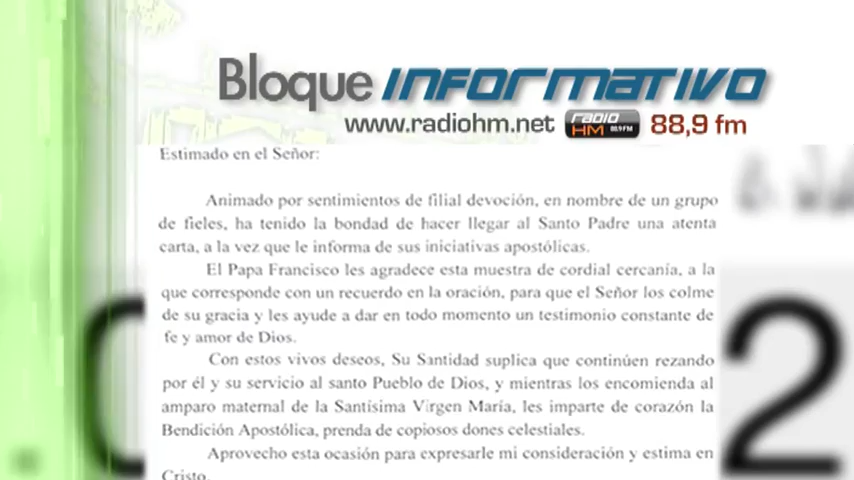 Bloque INFORMATIVO
www.radiohm.net RADIO HM 88,9 FM 88,9 fm
Estimado en el Señor:
Animado por sentimientos de filial devoción, en nombre de un grupo
de fieles, ha tenido la bondad de hacer llegar al Santo Padre una atenta
carta, a la vez que le informa de sus iniciativas apostólicas.
El Papa Francisco les agradece esta muestra de cordial cercanía, a la
que corresponde con un recuerdo en la oración, para que el Señor los colme
de su gracia y les ayude a dar en todo momento un testimonio constante de
fe y amor de Dios.
Con estos vivos deseos, Su Santidad suplica que continúen rezando
por él y su servicio al santo Pueblo de Dios, y mientras los encomienda al
amparo maternal de la Santísima Virgen María, les imparte de corazón la
Bendición Apostólica, prenda de copiosos dones celestiales.
Aprovecho esta ocasión para expresarle mi consideración y estima en
Cristo.
2